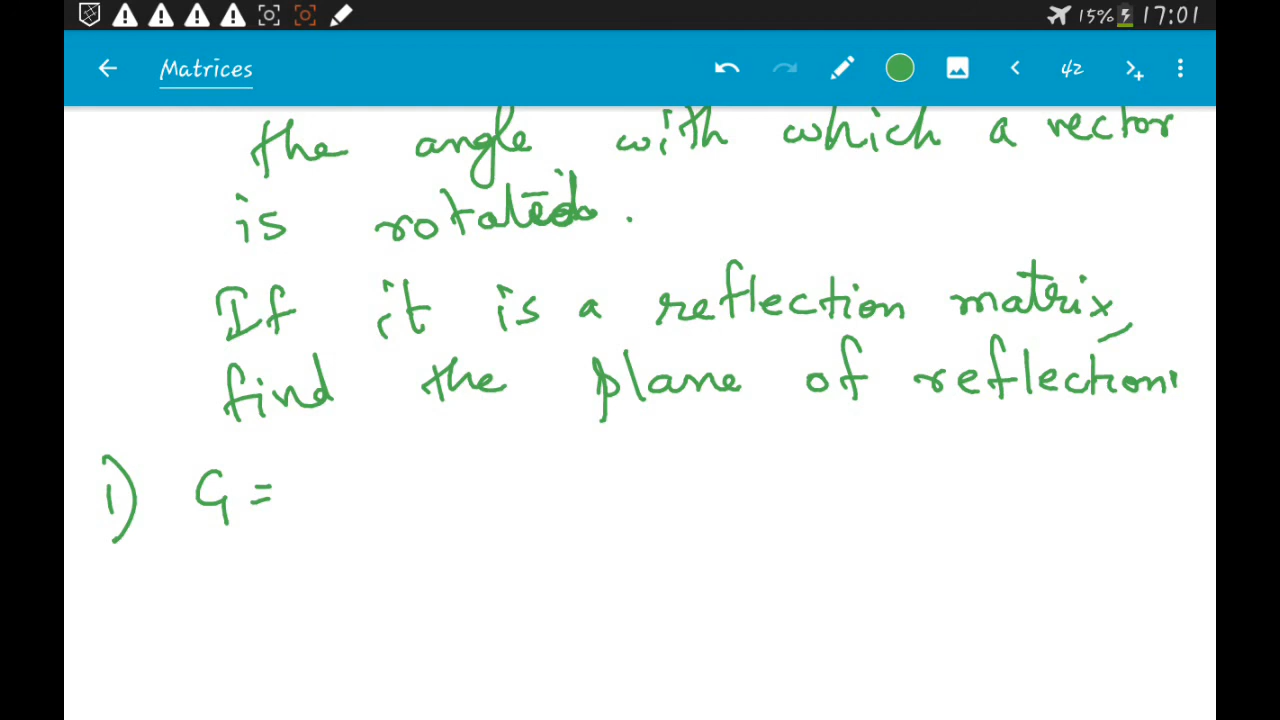 15% 17:01
Matrices 42
the angle with which a vector
is rotated.
If it is a reflection matrix,
find the plane of reflection.
1) G =